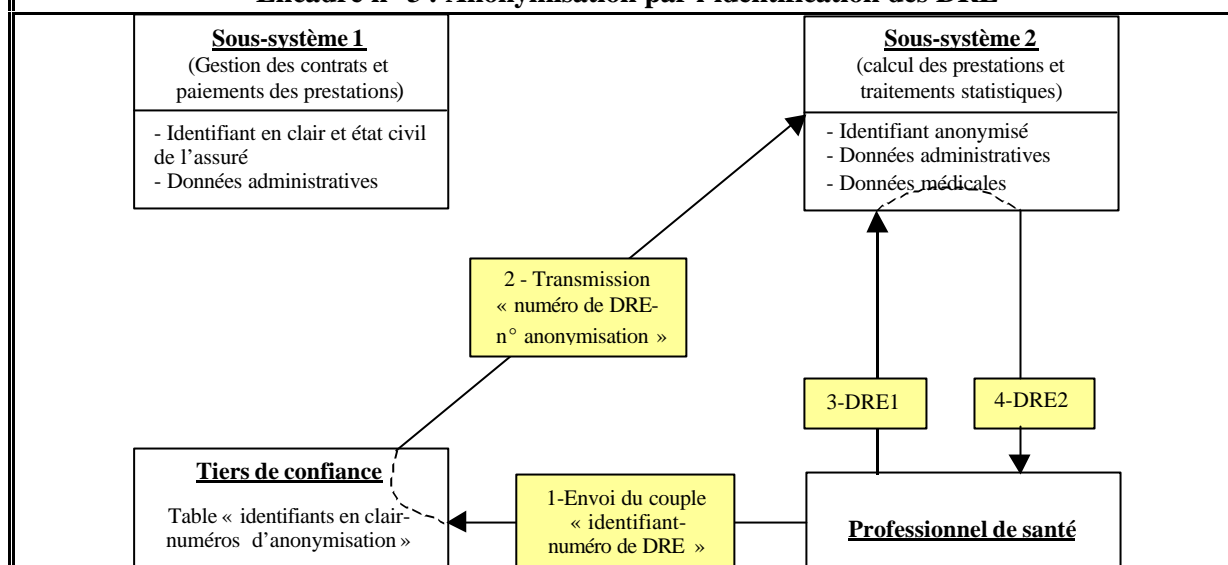 Sous-système 1
(Gestion des contrats et
paiements des prestations)
- Identifiant en clair et état civil
de l'assuré
- Données administratives
Sous-système 2
(calcul des prestations et
traitements statistiques)
- Identifiant anonymisé
- Données administratives
- Données médicales
2 - Transmission
« numéro de DRE-
n° anonymisation »
3-DRE1
4-DRE2
Tiers de confiance
Table « identifiants en clair-
numéros d'anonymisation »
1-Envoi du couple
« identifiant-
numéro de DRE »
Professionnel de santé